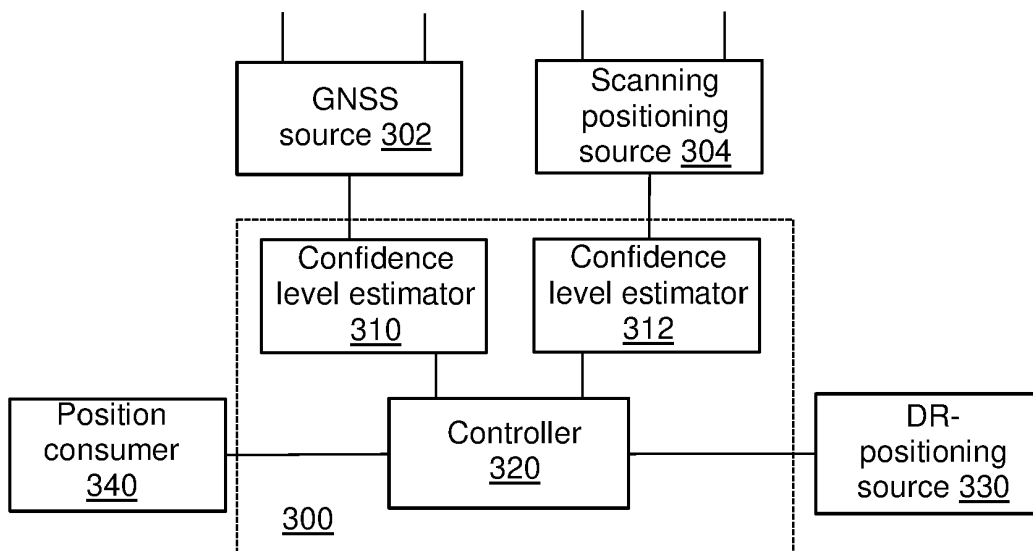 GNSS
source 302
Scanning
positioning
source 304
Confidence
level estimator
310
Confidence
level estimator
312
Position
consumer
340
Controller
320
DR-
positioning
source 330
300